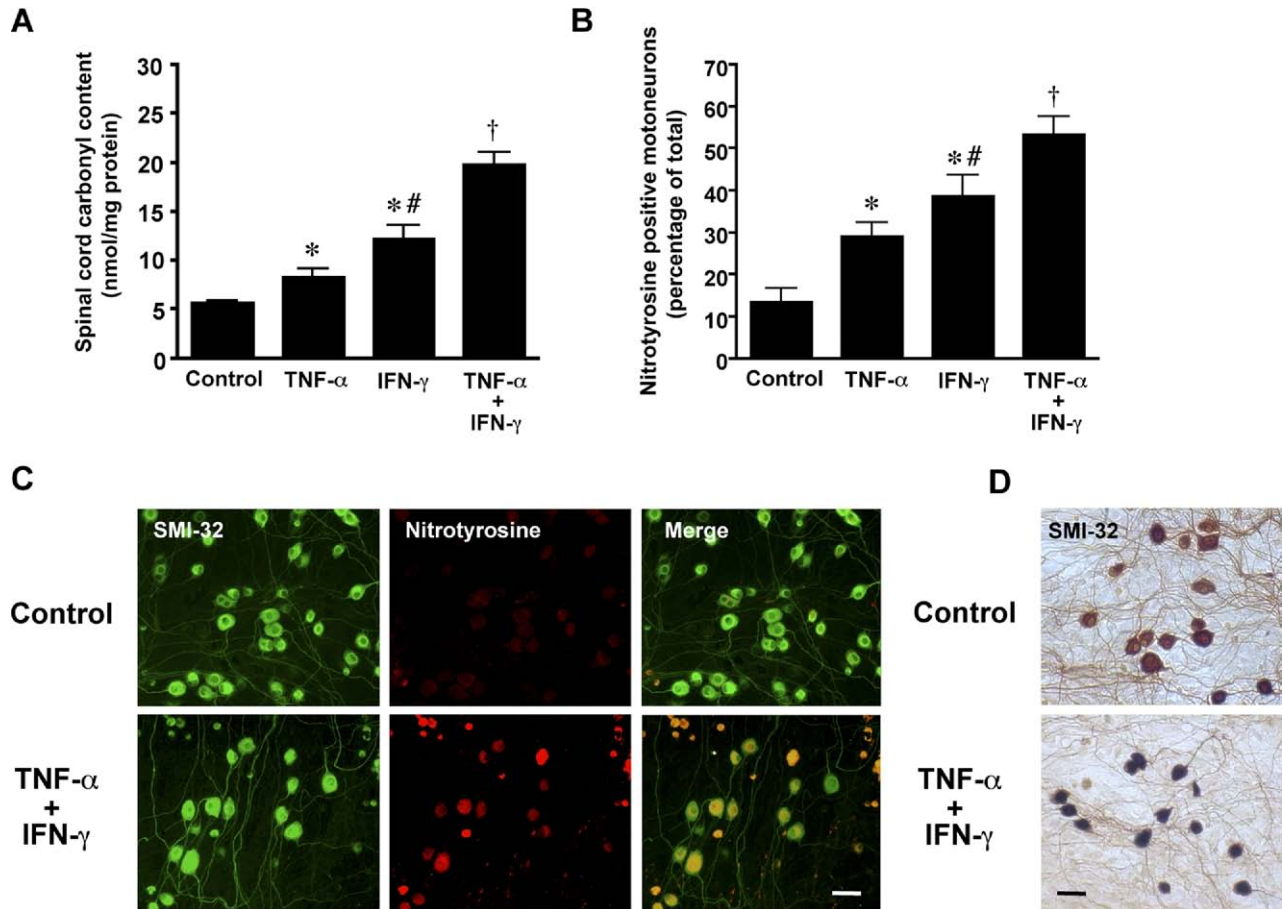 A
Spinal cord carbonyl content
(nmol/mg protein)
30
25
20
15
10
5
0
*
*#
†
Control
TNF-α
IFN-γ
TNF-α
+
IFN-γ
B
Nitrotyrosine positive motoneurons
(percentage of total)
70
60
50
40
30
20
10
0
*
*#
†
Control
TNF-α
IFN-γ
TNF-α
+
IFN-γ
C
SMI-32
Nitrotyrosine
Merge
Control
TNF-α
+
IFN-γ
D
SMI-32
Control
TNF-α
+
IFN-γ